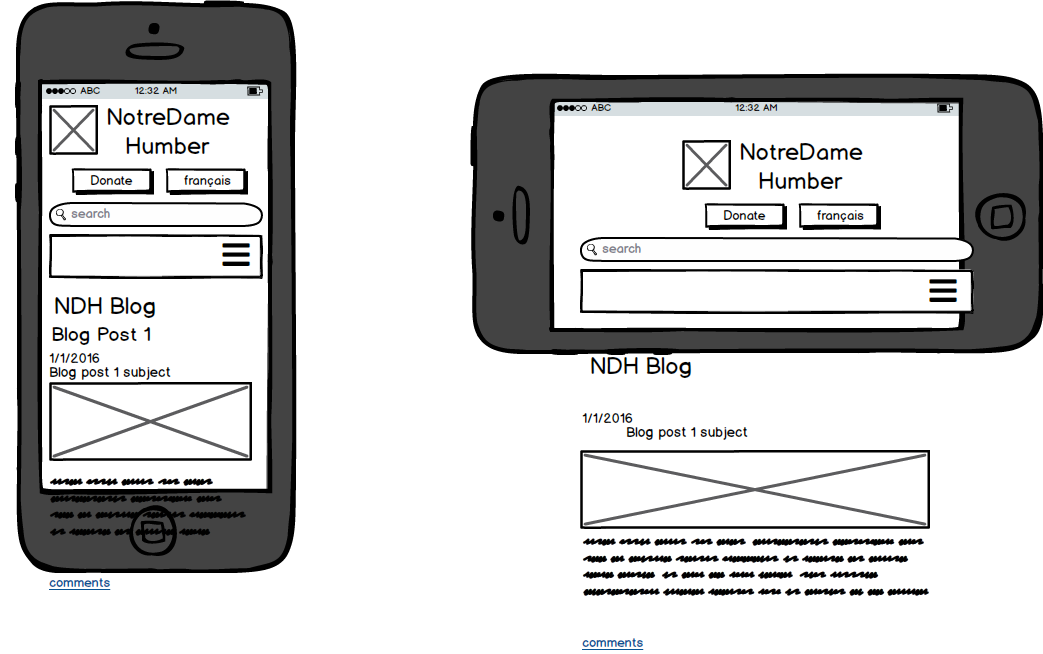 ABC 12:32 AM
NotreDame
Humber
Donate français
search
NDH Blog
Blog Post 1
1/1/2016
Blog post 1 subject
comments
ABC 12:32 AM
NotreDame
Humber
Donate français
search
NDH Blog
1/1/2016
Blog post 1 subject
comments